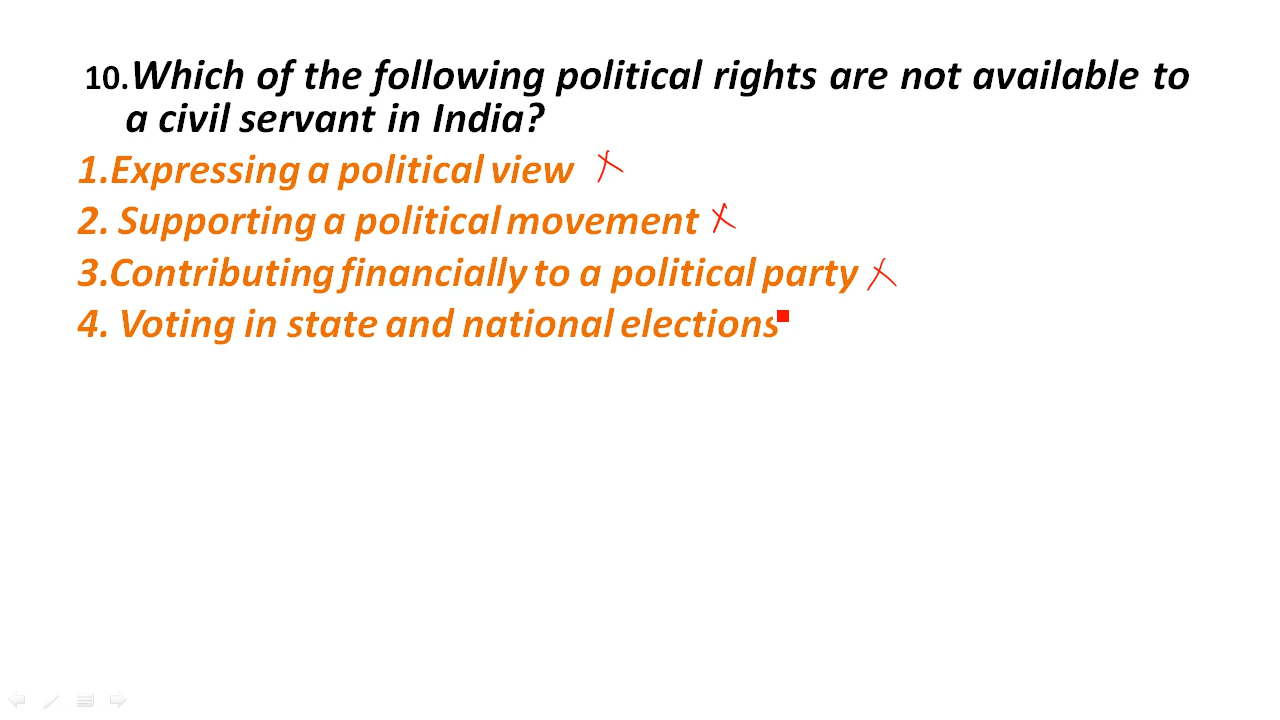 10.Which of the following political rights are not available to
a civil servant in India?
1.Expressing a political view
2. Supporting a political movement
3.Contributing financially to a political party
4. Voting in state and national elections